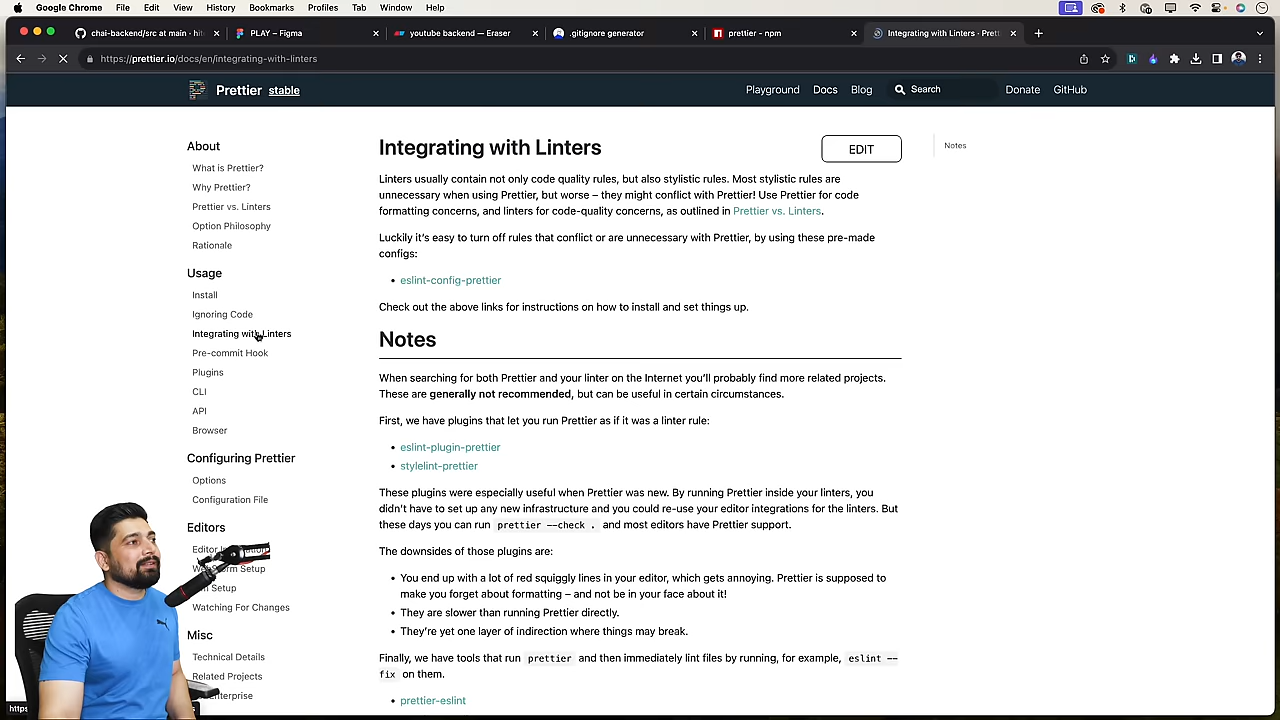 Google Chrome File Edit View History Bookmarks Profiles Tab Window Help
chai-backend/src at main · hit
PLAY – Figma
youtube backend — Eraser
.gitignore generator
prettier - npm
Integrating with Linters · Prett
https://prettier.io/docs/en/integrating-with-linters
Prettier stable
Playground Docs Blog Search Donate GitHub
About
What is Prettier?
Why Prettier?
Prettier vs. Linters
Option Philosophy
Rationale
Usage
Install
Ignoring Code
Integrating with Linters
Pre-commit Hook
Plugins
CLI
API
Browser
Configuring Prettier
Options
Configuration File
Editors
Editor
Setup
Setup
Watching For Changes
Misc
Technical Details
Related Projects
Enterprise
https
Integrating with Linters
EDIT
Notes
Linters usually contain not only code quality rules, but also stylistic rules. Most stylistic rules are
unnecessary when using Prettier, but worse – they might conflict with Prettier! Use Prettier for code
formatting concerns, and linters for code-quality concerns, as outlined in Prettier vs. Linters.
Luckily it’s easy to turn off rules that conflict or are unnecessary with Prettier, by using these pre-made
configs:
• eslint-config-prettier
Check out the above links for instructions on how to install and set things up.
Notes
When searching for both Prettier and your linter on the Internet you’ll probably find more related projects.
These are generally not recommended, but can be useful in certain circumstances.
First, we have plugins that let you run Prettier as if it was a linter rule:
• eslint-plugin-prettier
• stylelint-prettier
These plugins were especially useful when Prettier was new. By running Prettier inside your linters, you
didn’t have to set up any new infrastructure and you could re-use your editor integrations for the linters. But
these days you can run prettier --check . and most editors have Prettier support.
The downsides of those plugins are:
• You end up with a lot of red squiggly lines in your editor, which gets annoying. Prettier is supposed to
make you forget about formatting – and not be in your face about it!
• They are slower than running Prettier directly.
• They’re yet one layer of indirection where things may break.
Finally, we have tools that run prettier and then immediately lint files by running, for example, eslint --
fix on them.
• prettier-eslint